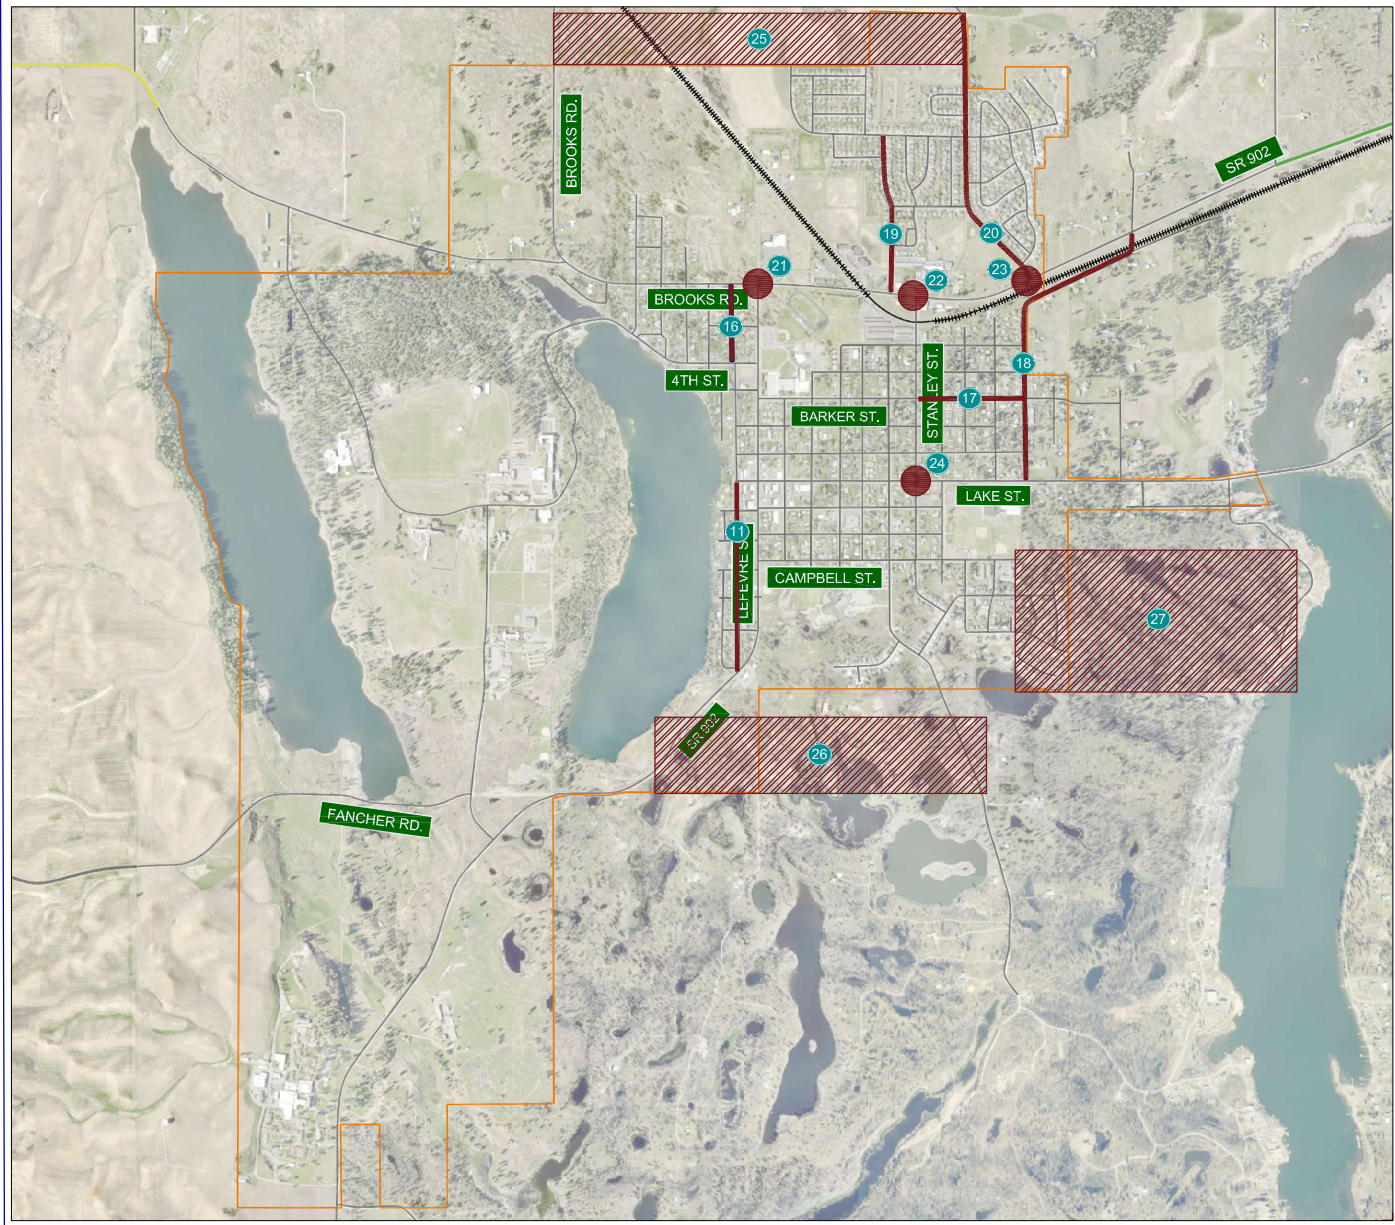 25
BROOKS RD.
SR 902
19
20
21
23
22
BROOKS RD.
16
18
4TH ST.
STANLEY ST.
17
BARKER ST.
24
LAKE ST.
11
LEFEVRE ST.
CAMPBELL ST.
27
SR 902
26
FANCHER RD.